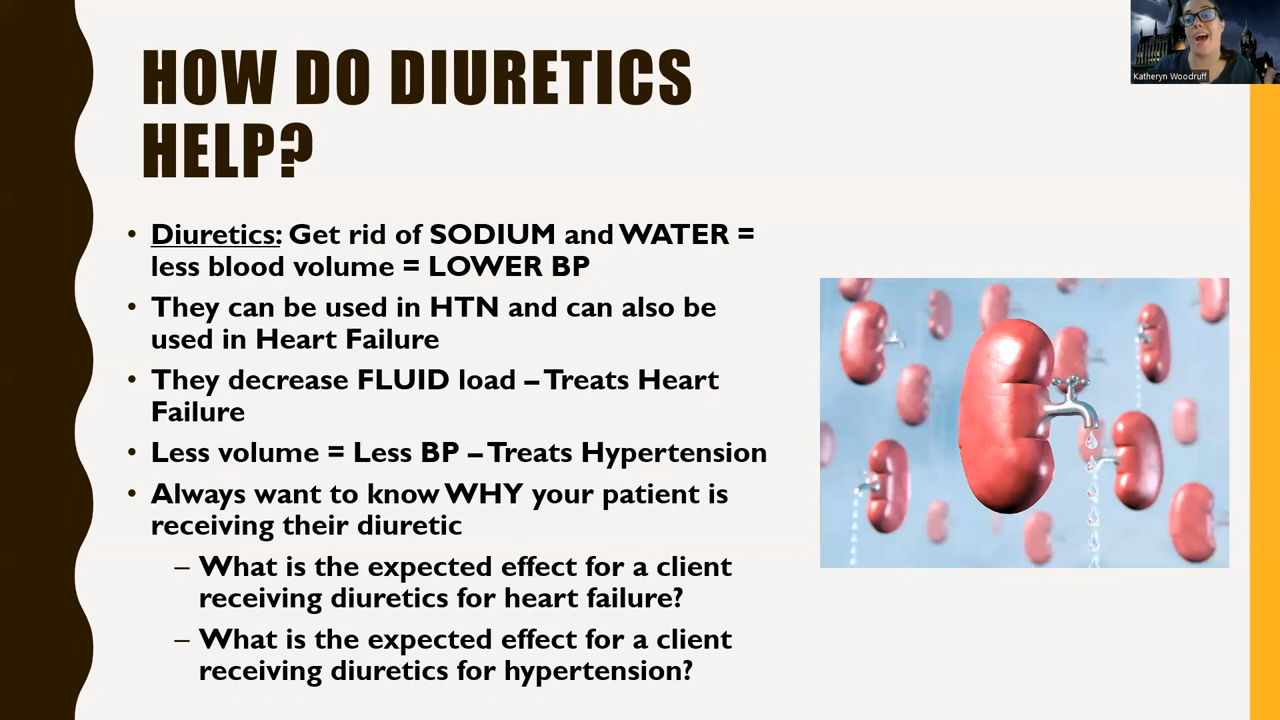 HOW DO DIURETICS
HELP?
Katheryn Woodruff
• Diuretics: Get rid of SODIUM and WATER =
less blood volume = LOWER BP
• They can be used in HTN and can also be
used in Heart Failure
• They decrease FLUID load – Treats Heart
Failure
• Less volume = Less BP – Treats Hypertension
• Always want to know WHY your patient is
receiving their diuretic
– What is the expected effect for a client
receiving diuretics for heart failure?
– What is the expected effect for a client
receiving diuretics for hypertension?